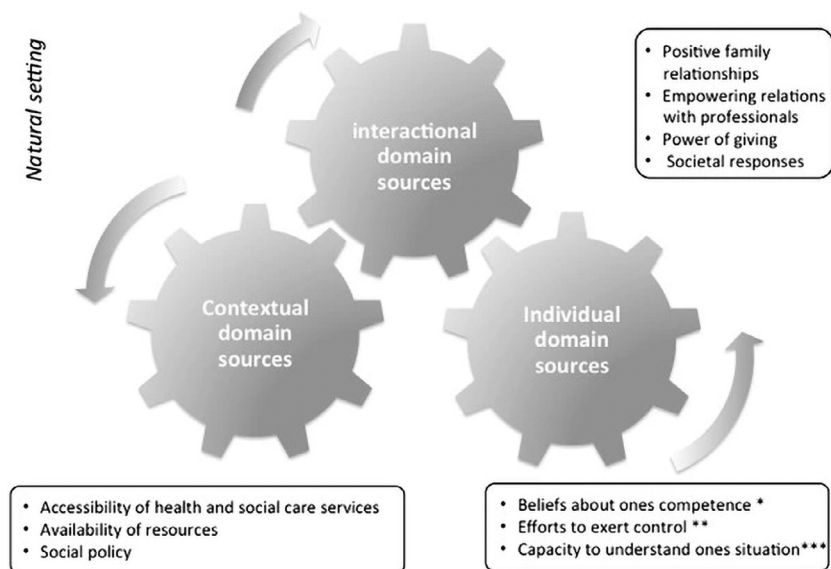 Natural setting
interactional
domain
sources
• Positive family
relationships
• Empowering relations
with professionals
• Power of giving
• Societal responses
Contextual
domain
sources
Individual
domain
sources
• Accessibility of health and social care services
• Availability of resources
• Social policy
• Beliefs about ones competence *
• Efforts to exert control **
• Capacity to understand ones situation***